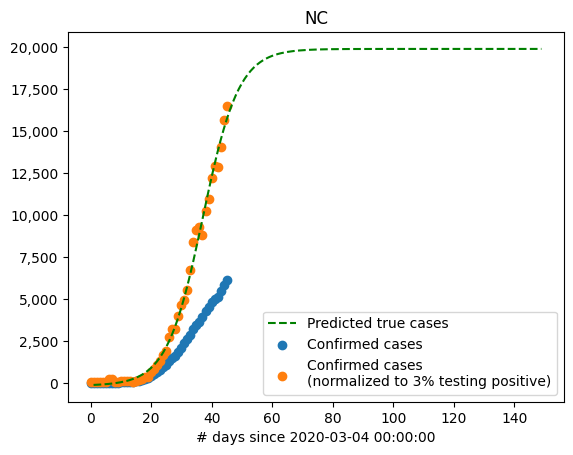 NC
20,000
17,500
15,000
12,500
10,000
7,500
5,000
2,500
0
Predicted true cases
Confirmed cases
Confirmed cases
(normalized to 3% testing positive)
0 20 40 60 80 100 120 140
# days since 2020-03-04 00:00:00